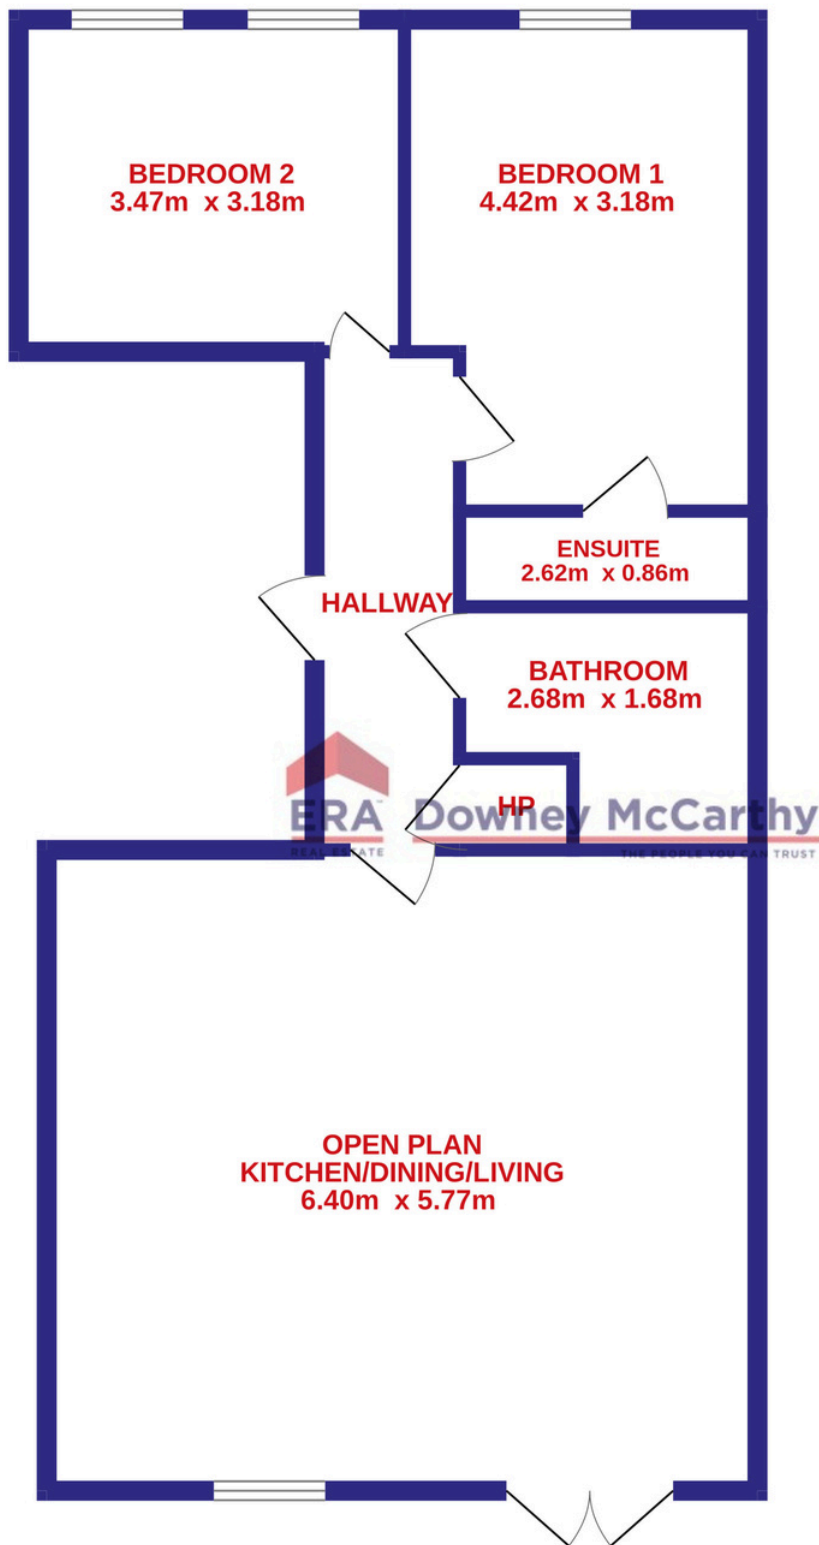 BEDROOM 2
3.47m x 3.18m
BEDROOM 1
4.42m x 3.18m
ENSUITE
2.62m x 0.86m
HALLWAY
BATHROOM
2.68m x 1.68m
HP
ERA Downey McCarthy
REAL ESTATE THE PEOPLE YOU CAN TRUST
OPEN PLAN
KITCHEN/DINING/LIVING
6.40m x 5.77m